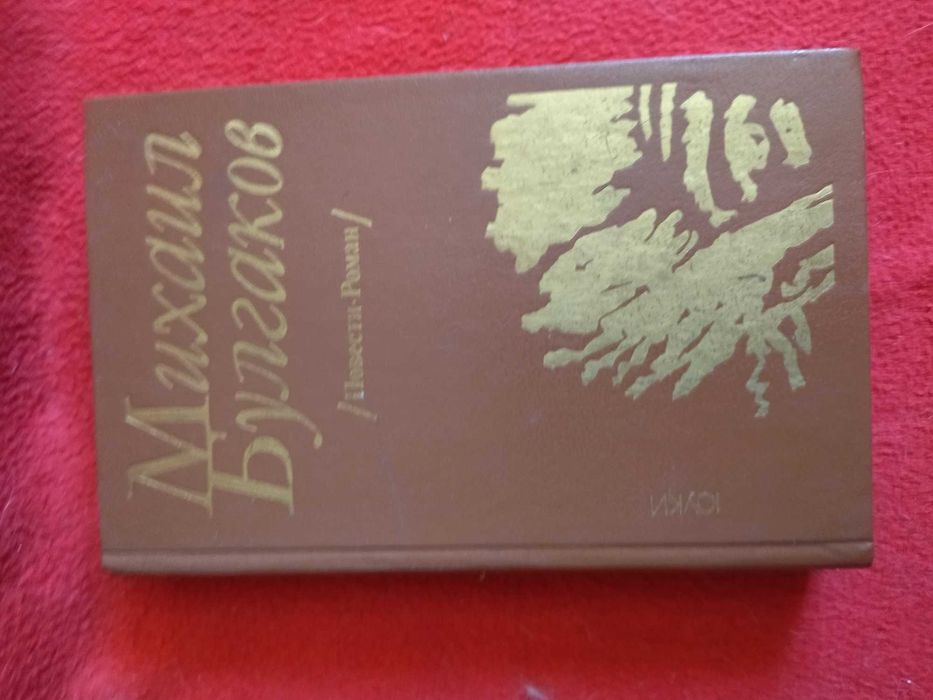 Михаил
Булгаков
/Повести·Роман/